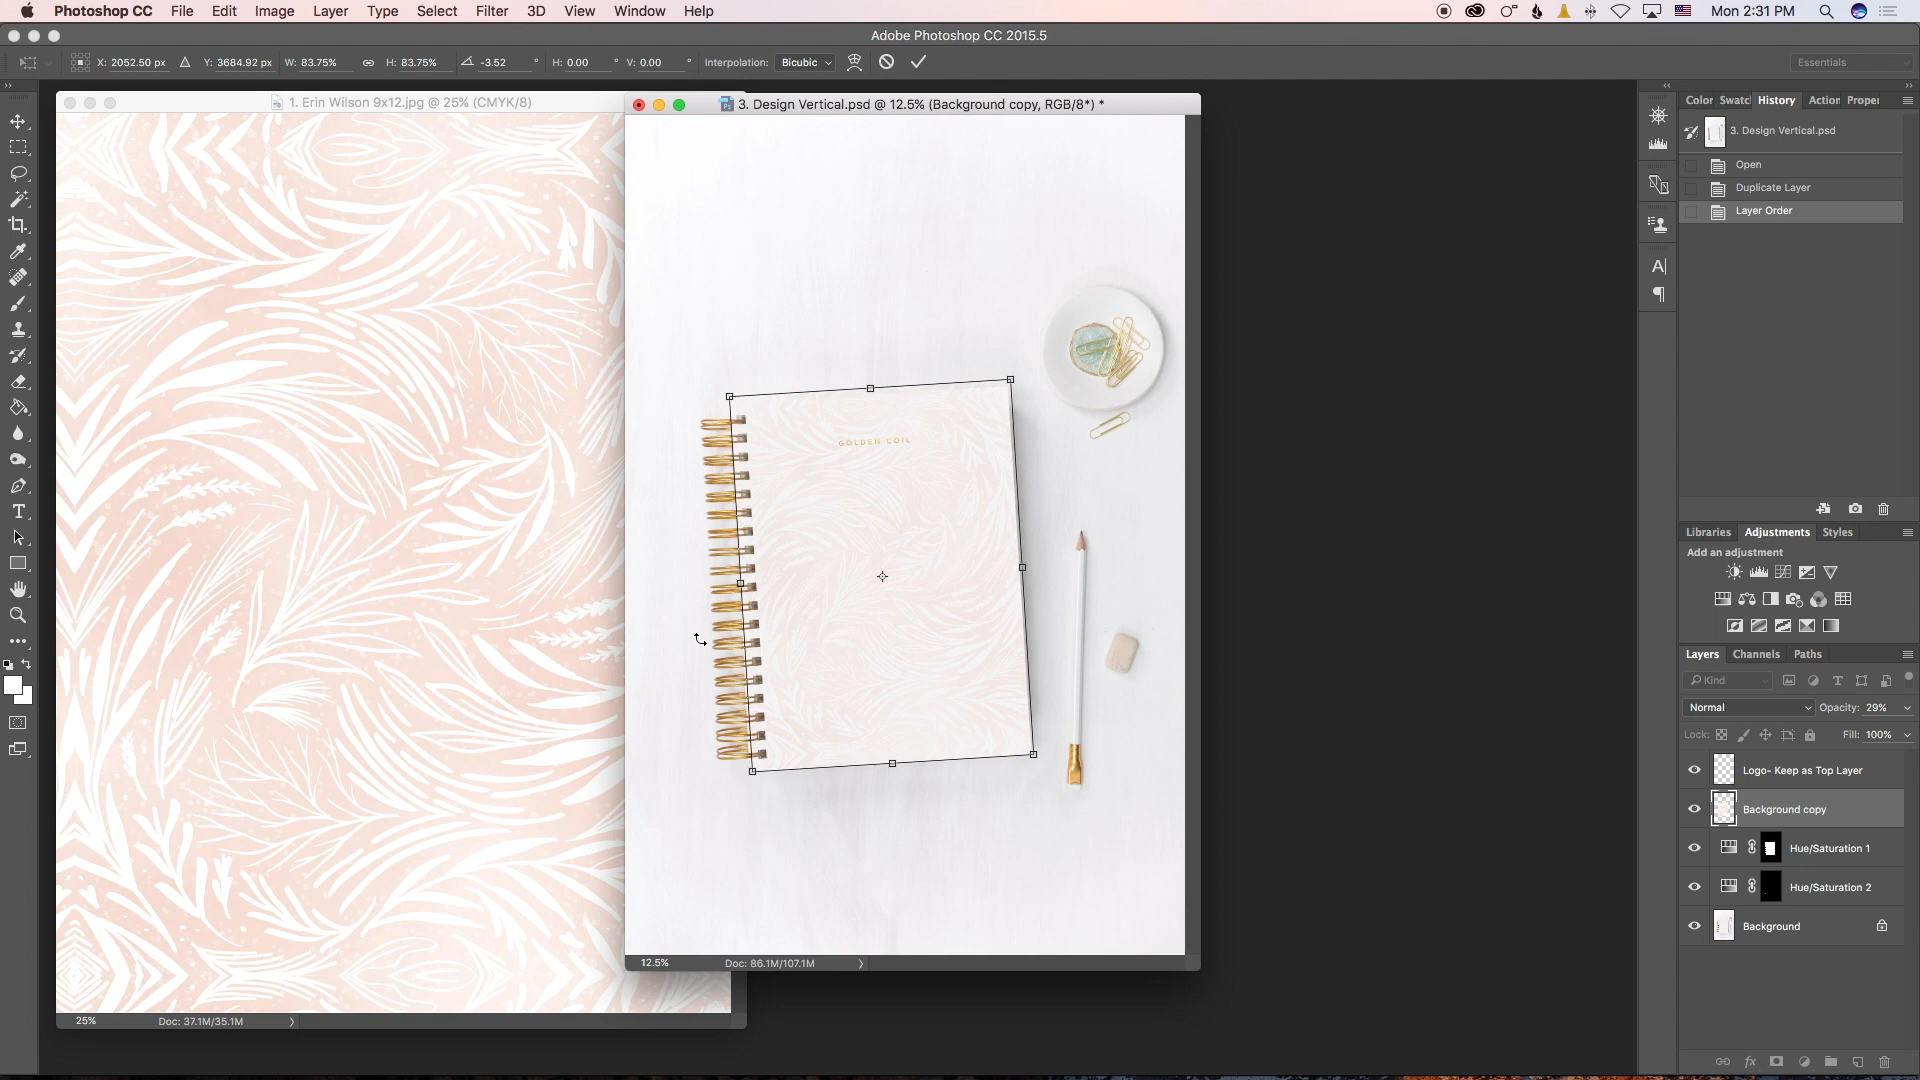 Photoshop CC File Edit Image Layer Type Select Filter 3D View Window Help Mon 2:31 PM
Adobe Photoshop CC 2015.5
X: 2052.50 px Y: 3684.92 px W: 83.75% H: 83.75% -3.52 ° H: 0.00 ° V: 0.00 ° Interpolation: Bicubic Essentials
1. Erin Wilson 9x12.jpg @ 25% (CMYK/8)
3. Design Vertical.psd @ 12.5% (Background copy, RGB/8*) *
Color Swatc History Action Proper
3. Design Vertical.psd
Open
Duplicate Layer
Layer Order
GOLDEN COIL
Libraries Adjustments Styles
Add an adjustment
Layers Channels Paths
Kind
Normal Opacity: 29%
Lock: Fill: 100%
Logo- Keep as Top Layer
Background copy
Hue/Saturation 1
Hue/Saturation 2
Background
12.5% Doc: 86.1M/107.1M
25% Doc: 37.1M/35.1M